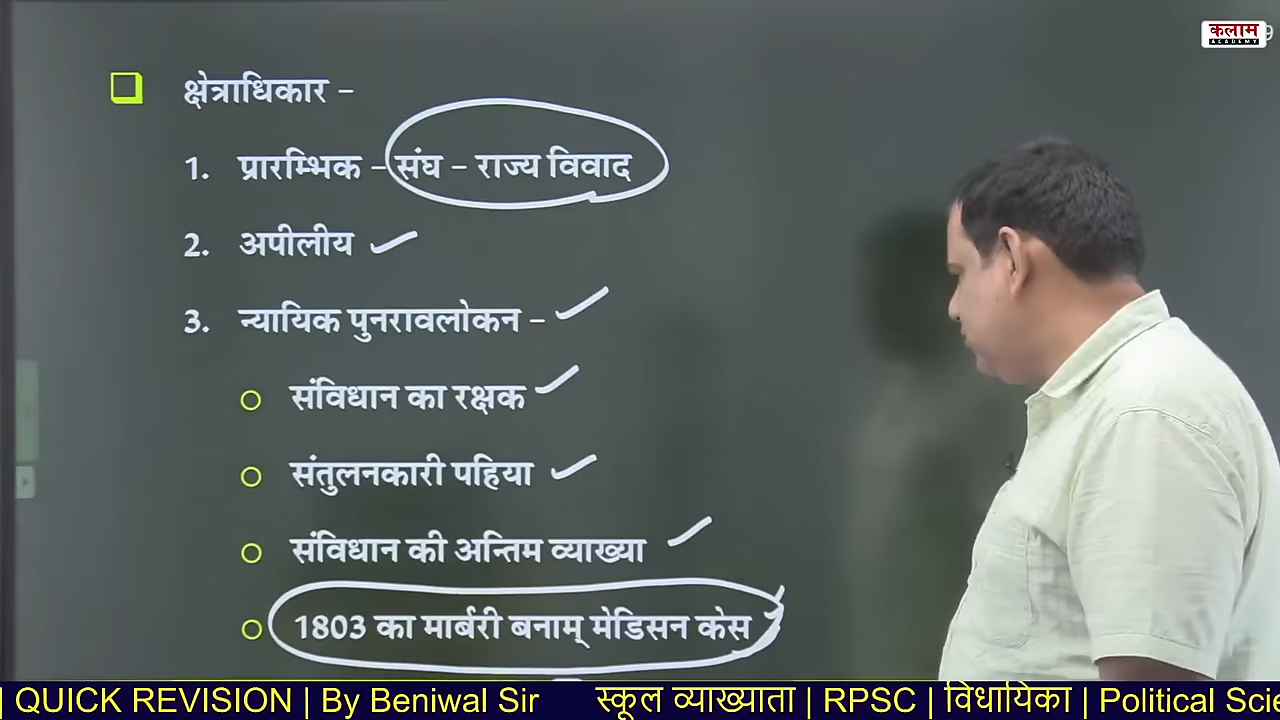 कलाम
ACADEMY
क्षेत्राधिकार –
1. प्रारम्भिक – संघ – राज्य विवाद
2. अपीलीय
3. न्यायिक पुनरावलोकन –
संविधान का रक्षक
संतुलनकारी पहिया
संविधान की अन्तिम व्याख्या
1803 का मार्बरी बनाम् मेडिसन केस
| QUICK REVISION | By Beniwal Sir स्कूल व्याख्याता | RPSC | विधायिका | Political